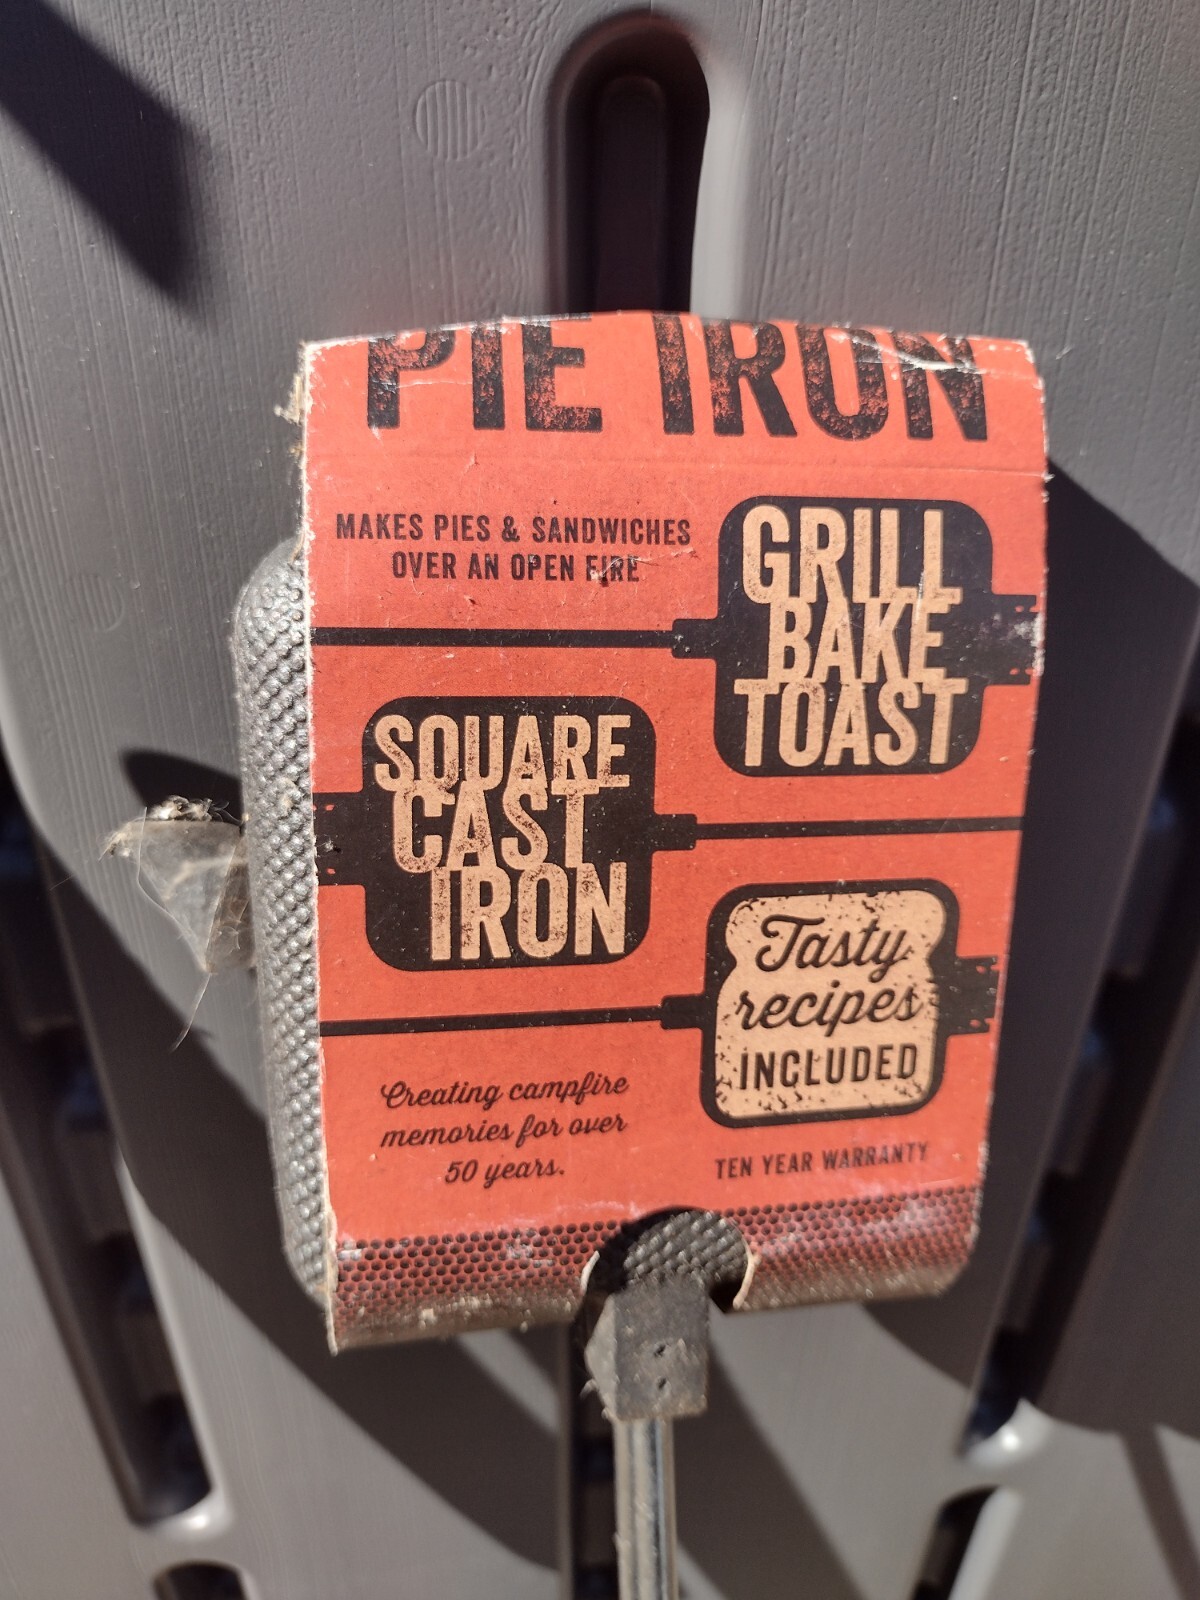 PIE IRON
MAKES PIES & SANDWICHES
OVER AN OPEN FIRE
GRILL
BAKE
TOAST
SQUARE
CAST
IRON
Tasty
recipes
INCLUDED
Creating campfire
memories for over
50 years.
TEN YEAR WARRANTY